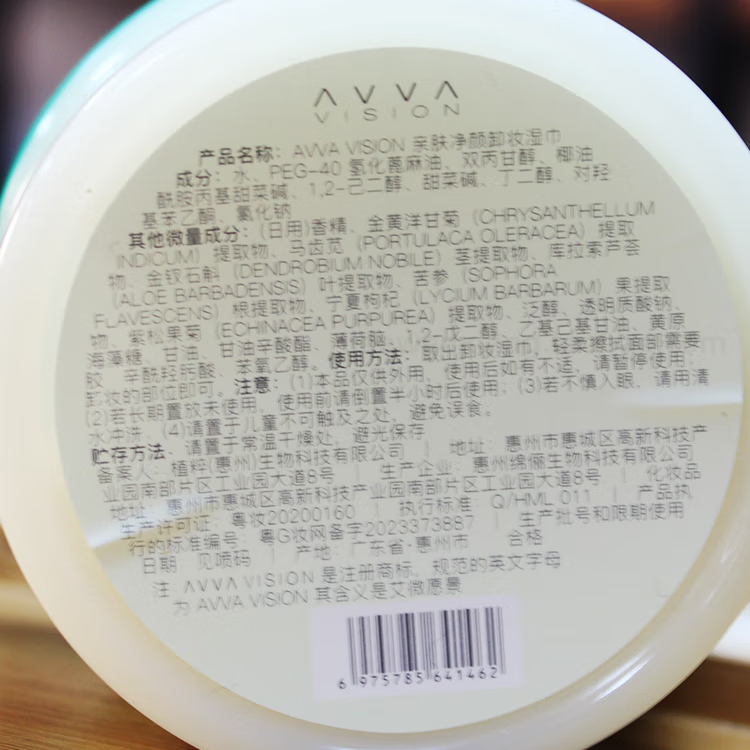 AVVA
VISION
产品名称：AVVA VISION 亲肤净颜卸妆湿巾
成分：水、PEG-40 氢化蓖麻油、双丙甘醇、椰油
酰胺丙基甜菜碱、1,2-己二醇、甜菜碱、丁二醇、对羟
基苯乙酮、氯化钠
其他微量成分：(日用)香精、金黄洋甘菊（CHRYSANTHELLUM
INDICUM）提取物、马齿苋（PORTULACA OLERACEA）提取
物、金钗石斛（DENDROBIUM NOBILE）茎提取物、库拉索芦荟
（ALOE BARBADENSIS）叶提取物、苦参（SOPHORA
FLAVESCENS）根提取物、宁夏枸杞（LYCIUM BARBARUM）果提取
物、紫松果菊（ECHINACEA PURPUREA）提取物、泛醇、透明质酸钠、
海藻糖、甘油、甘油辛酸酯、薄荷脑、1,2-戊二醇、乙基己基甘油、黄原
胶、辛酰羟肟酸、苯氧乙醇。使用方法：取出卸妆湿巾，轻柔擦拭面部需要
卸妆的部位即可。注意：(1)本品仅供外用，使用后如有不适，请暂停使用；
(2)若长期置放未使用，使用前请倒置半小时后使用；(3)若不慎入眼，请用清
水冲洗。(4)请置于儿童不可触及之处，避免误食。
贮存方法：请置于常温干燥处，避光保存
备案人：植粹(惠州)生物科技有限公司 | 地址：惠州市惠城区高新科技产
业园南部片区工业园大道8号 生产企业：惠州绵俪生物科技有限公司
地址：惠州市惠城区高新科技产业园南部片区工业园大道8号 | 化妆品
生产许可证：粤妆20200160 | 执行标准：Q/HML 011 | 产品执
行的标准编号：粤G妆网备字2023373887 | 生产批号和限期使用
日期：见喷码 | 产地：广东省·惠州市 合格
注：AVVA VISION 是注册商标。规范的英文字母
为 AVVA VISION 其含义是艾微愿景
6 975785 641462